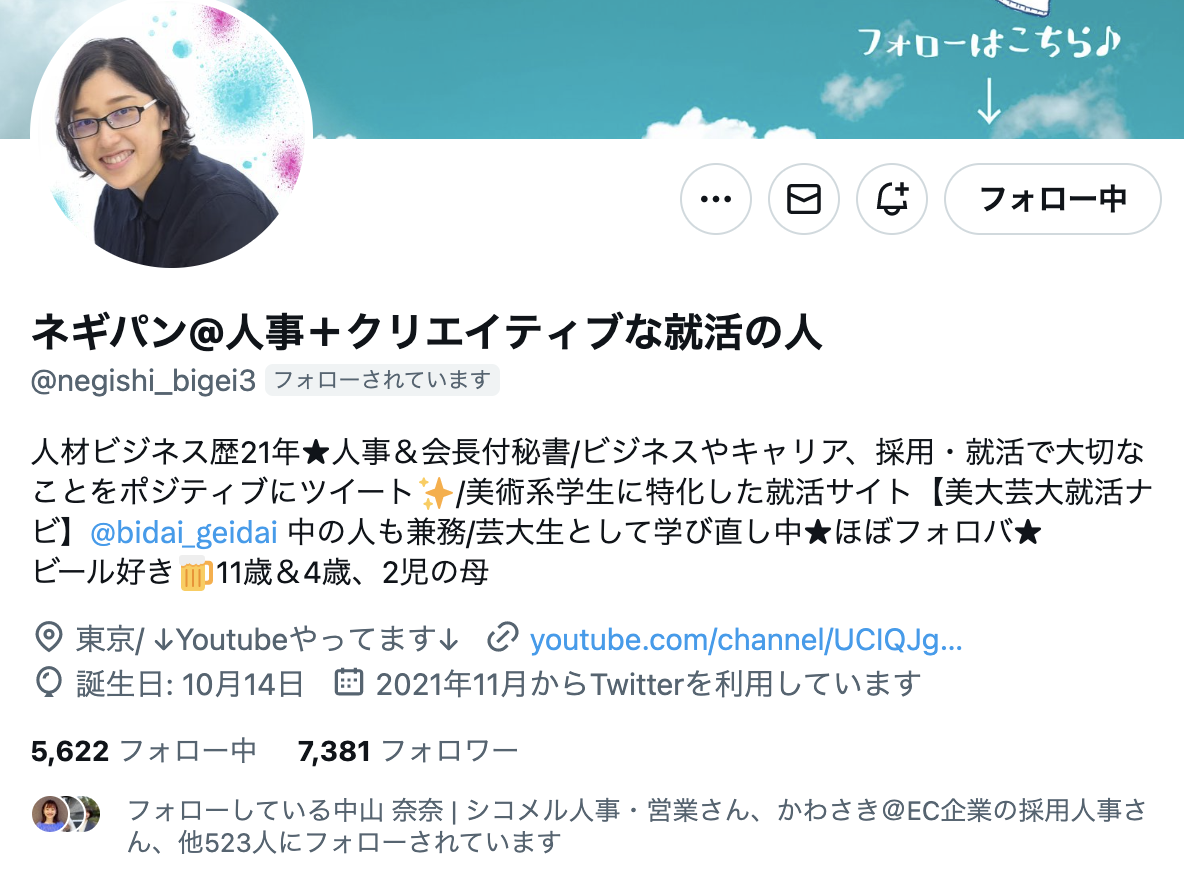 フォローはこちら♪
↓
フォロー中
ネギパン@人事＋クリエイティブな就活の人
@negishi_bigei3 フォローされています
人材ビジネス歴21年★人事＆会長付秘書/ビジネスやキャリア、採用・就活で大切な
ことをポジティブにツイート✨/美術系学生に特化した就活サイト【美大芸大就活ナ
ビ】@bidai_geidai 中の人も兼務/芸大生として学び直し中★ほぼフォロバ★
ビール好き🍺11歳＆4歳、2児の母
東京/ ↓Youtubeやってます↓ youtube.com/channel/UCIQJg...
誕生日: 10月14日 2021年11月からTwitterを利用しています
5,622 フォロー中 7,381 フォロワー
フォローしている中山 奈奈 | シコメル人事・営業さん、かわさき@EC企業の採用人事さ
ん、他523人にフォローされています